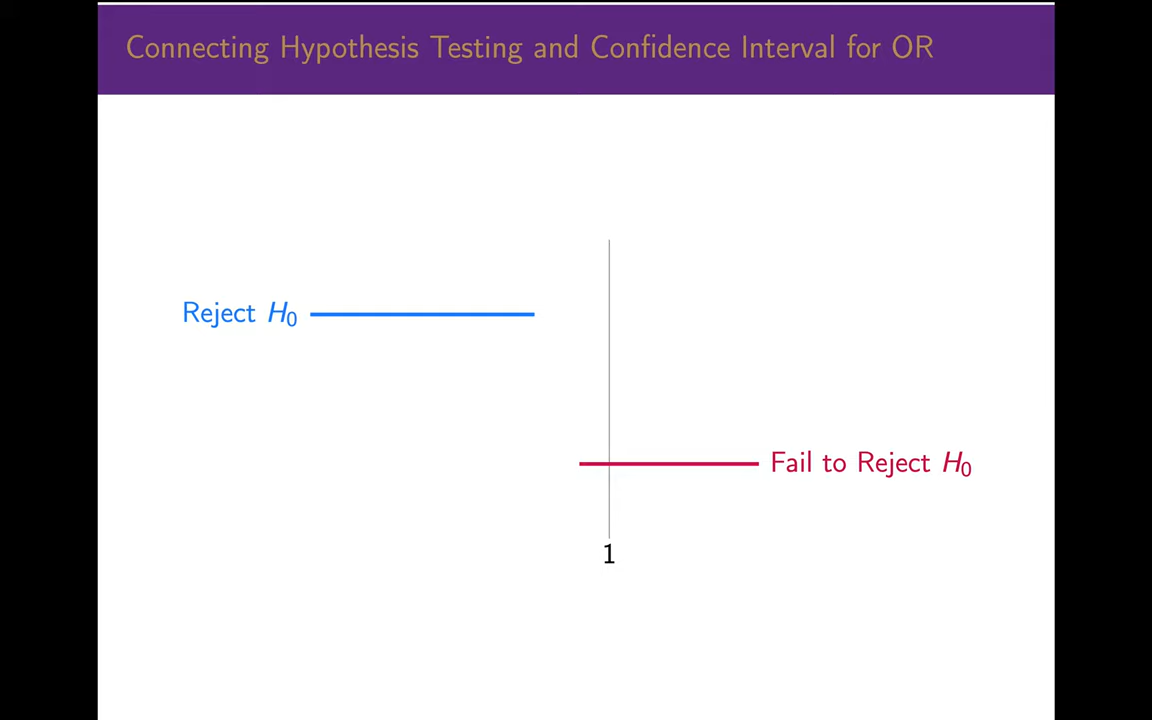 Connecting Hypothesis Testing and Confidence Interval for OR
Reject H₀
Fail to Reject H₀
1